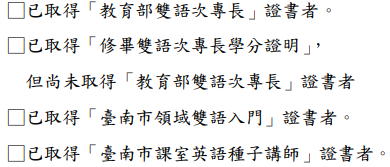 □已取得「教育部雙語次專長」證書者。
□已取得「修畢雙語次專長學分證明」，
但尚未取得「教育部雙語次專長」證書者
□已取得「臺南市領域雙語入門」證書者。
□已取得「臺南市課室英語種子講師」證書者。